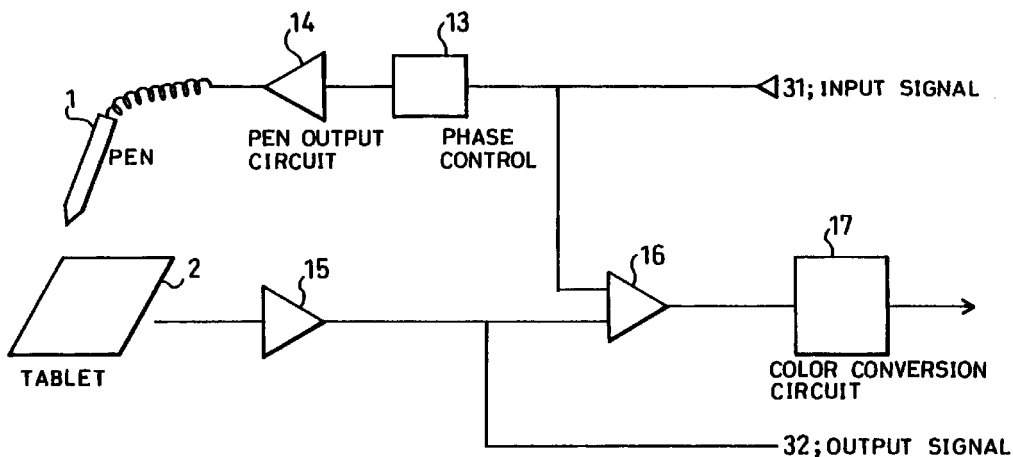 14
13
31; INPUT SIGNAL
1
PEN
PEN OUTPUT
CIRCUIT
PHASE
CONTROL
2
15
16
17
TABLET
COLOR CONVERSION
CIRCUIT
32; OUTPUT SIGNAL